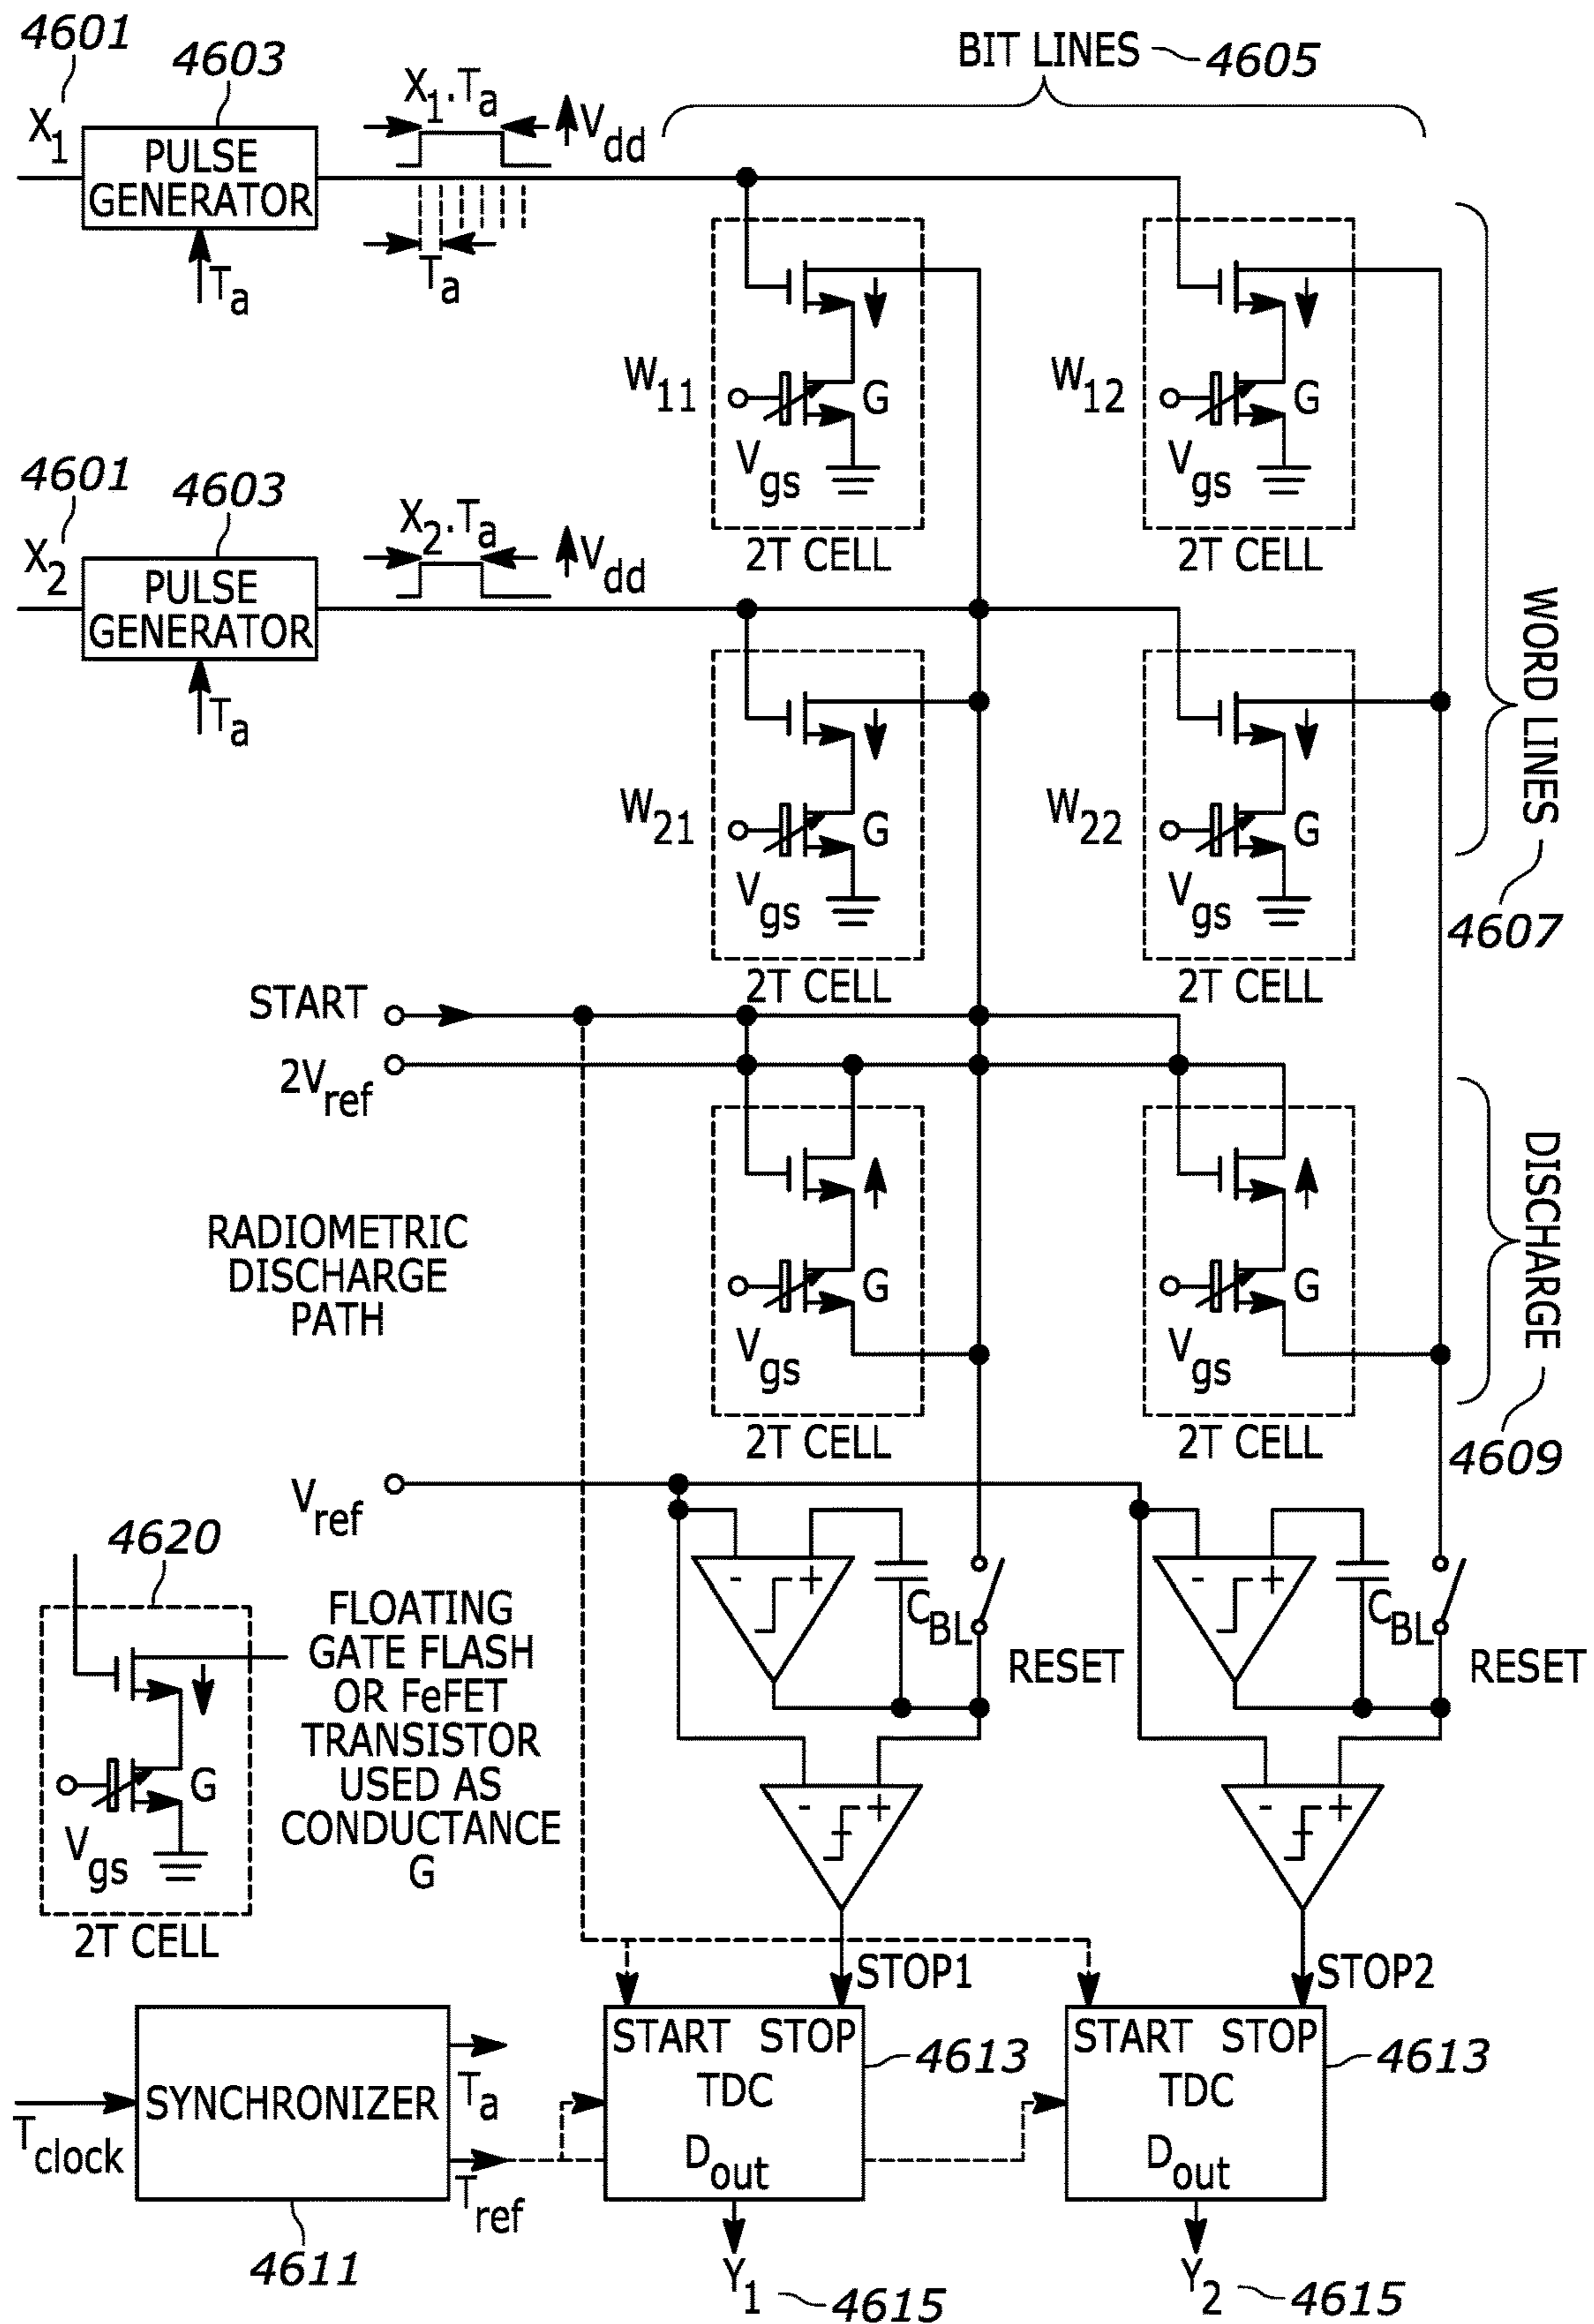 4601
4603
BIT LINES
4605
X1
PULSE
GENERATOR
X1.Ta
Vdd
Ta
Ta
W11
G
Vgs
2T CELL
W12
G
Vgs
2T CELL
4601
4603
X2
PULSE
GENERATOR
X2.Ta
Vdd
Ta
WORD LINES
4607
W21
G
Vgs
2T CELL
W22
G
Vgs
2T CELL
START
2Vref
RADIOMETRIC
DISCHARGE
PATH
G
Vgs
2T CELL
G
Vgs
2T CELL
DISCHARGE
4609
Vref
- +
CBL
RESET
- +
CBL
RESET
4620
G
Vgs
2T CELL
FLOATING
GATE FLASH
OR FeFET
TRANSISTOR
USED AS
CONDUCTANCE
G
- +
- +
STOP1
STOP2
START STOP
TDC
Dout
4613
START STOP
TDC
Dout
4613
Tclock
SYNCHRONIZER
Ta
Tref
4611
Y1
4615
Y2
4615